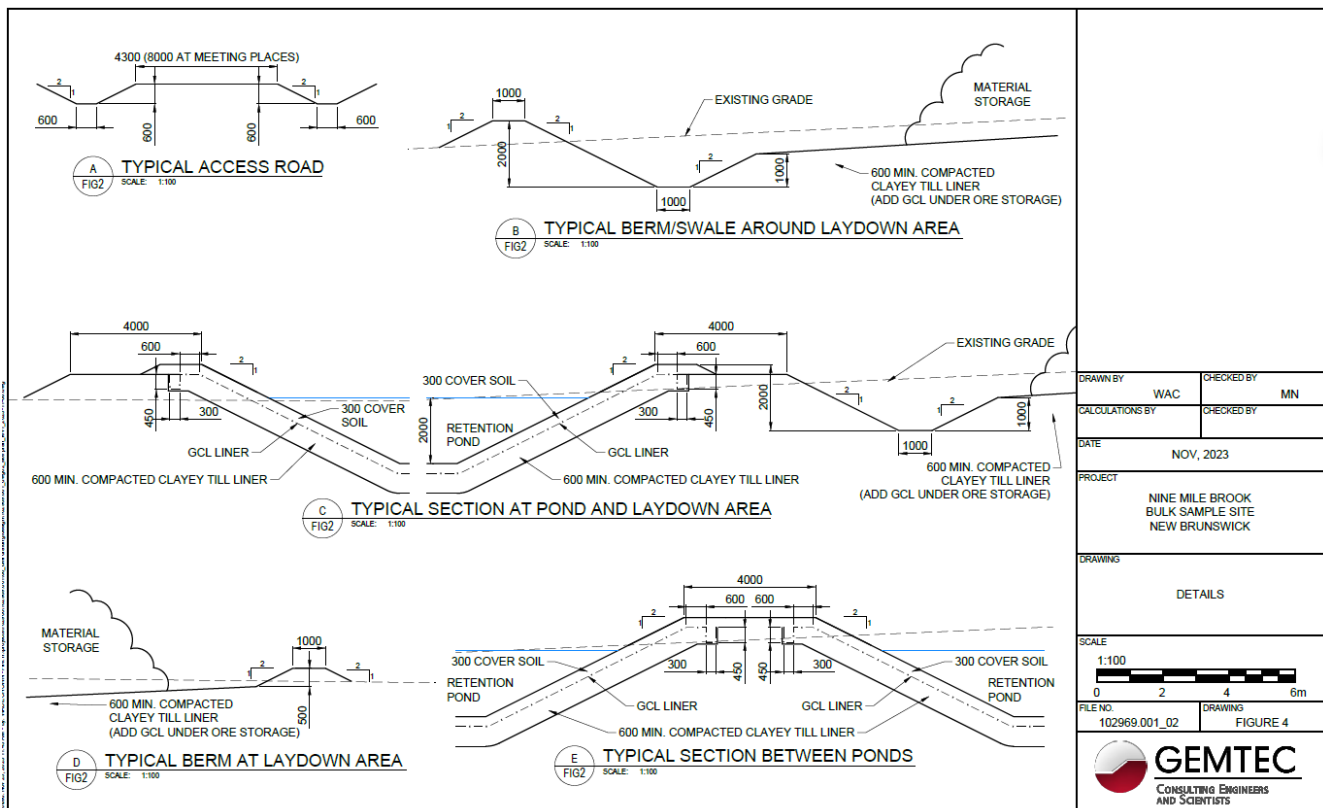 4300 (8000 AT MEETING PLACES)
2
1
2
1
2
1
2
1
600
600
600
600
A
FIG2
TYPICAL ACCESS ROAD
SCALE: 1:100
1000
2
1
2
1
2000
EXISTING GRADE
MATERIAL
STORAGE
2
1
1000
1000
600 MIN. COMPACTED
CLAYEY TILL LINER
(ADD GCL UNDER ORE STORAGE)
B
FIG2
TYPICAL BERM/SWALE AROUND LAYDOWN AREA
SCALE: 1:100
4000
600
2
1
450
300
300 COVER
SOIL
GCL LINER
600 MIN. COMPACTED CLAYEY TILL LINER
4000
600
2
1
300 COVER SOIL
2000
RETENTION
POND
300
450
GCL LINER
600 MIN. COMPACTED CLAYEY TILL LINER
EXISTING GRADE
2000
2
1
2
1
1000
1000
600 MIN. COMPACTED
CLAYEY TILL LINER
(ADD GCL UNDER ORE STORAGE)
C
FIG2
TYPICAL SECTION AT POND AND LAYDOWN AREA
SCALE: 1:100
MATERIAL
STORAGE
1000
2
1
2
1
500
600 MIN. COMPACTED
CLAYEY TILL LINER
(ADD GCL UNDER ORE STORAGE)
D
FIG2
TYPICAL BERM AT LAYDOWN AREA
SCALE: 1:100
4000
600
600
2
1
2
1
300 COVER SOIL
300
450
450
300
300 COVER SOIL
RETENTION
POND
RETENTION
POND
GCL LINER
GCL LINER
600 MIN. COMPACTED CLAYEY TILL LINER
E
FIG2
TYPICAL SECTION BETWEEN PONDS
SCALE: 1:100
DRAWN BY
WAC
CHECKED BY
MN
CALCULATIONS BY
CHECKED BY
DATE
NOV, 2023
PROJECT
NINE MILE BROOK
BULK SAMPLE SITE
NEW BRUNSWICK
DRAWING
DETAILS
SCALE
1:100
0 2 4 6m
FILE NO.
102969.001_02
DRAWING
FIGURE 4
GEMTEC
CONSULTING ENGINEERS
AND SCIENTISTS